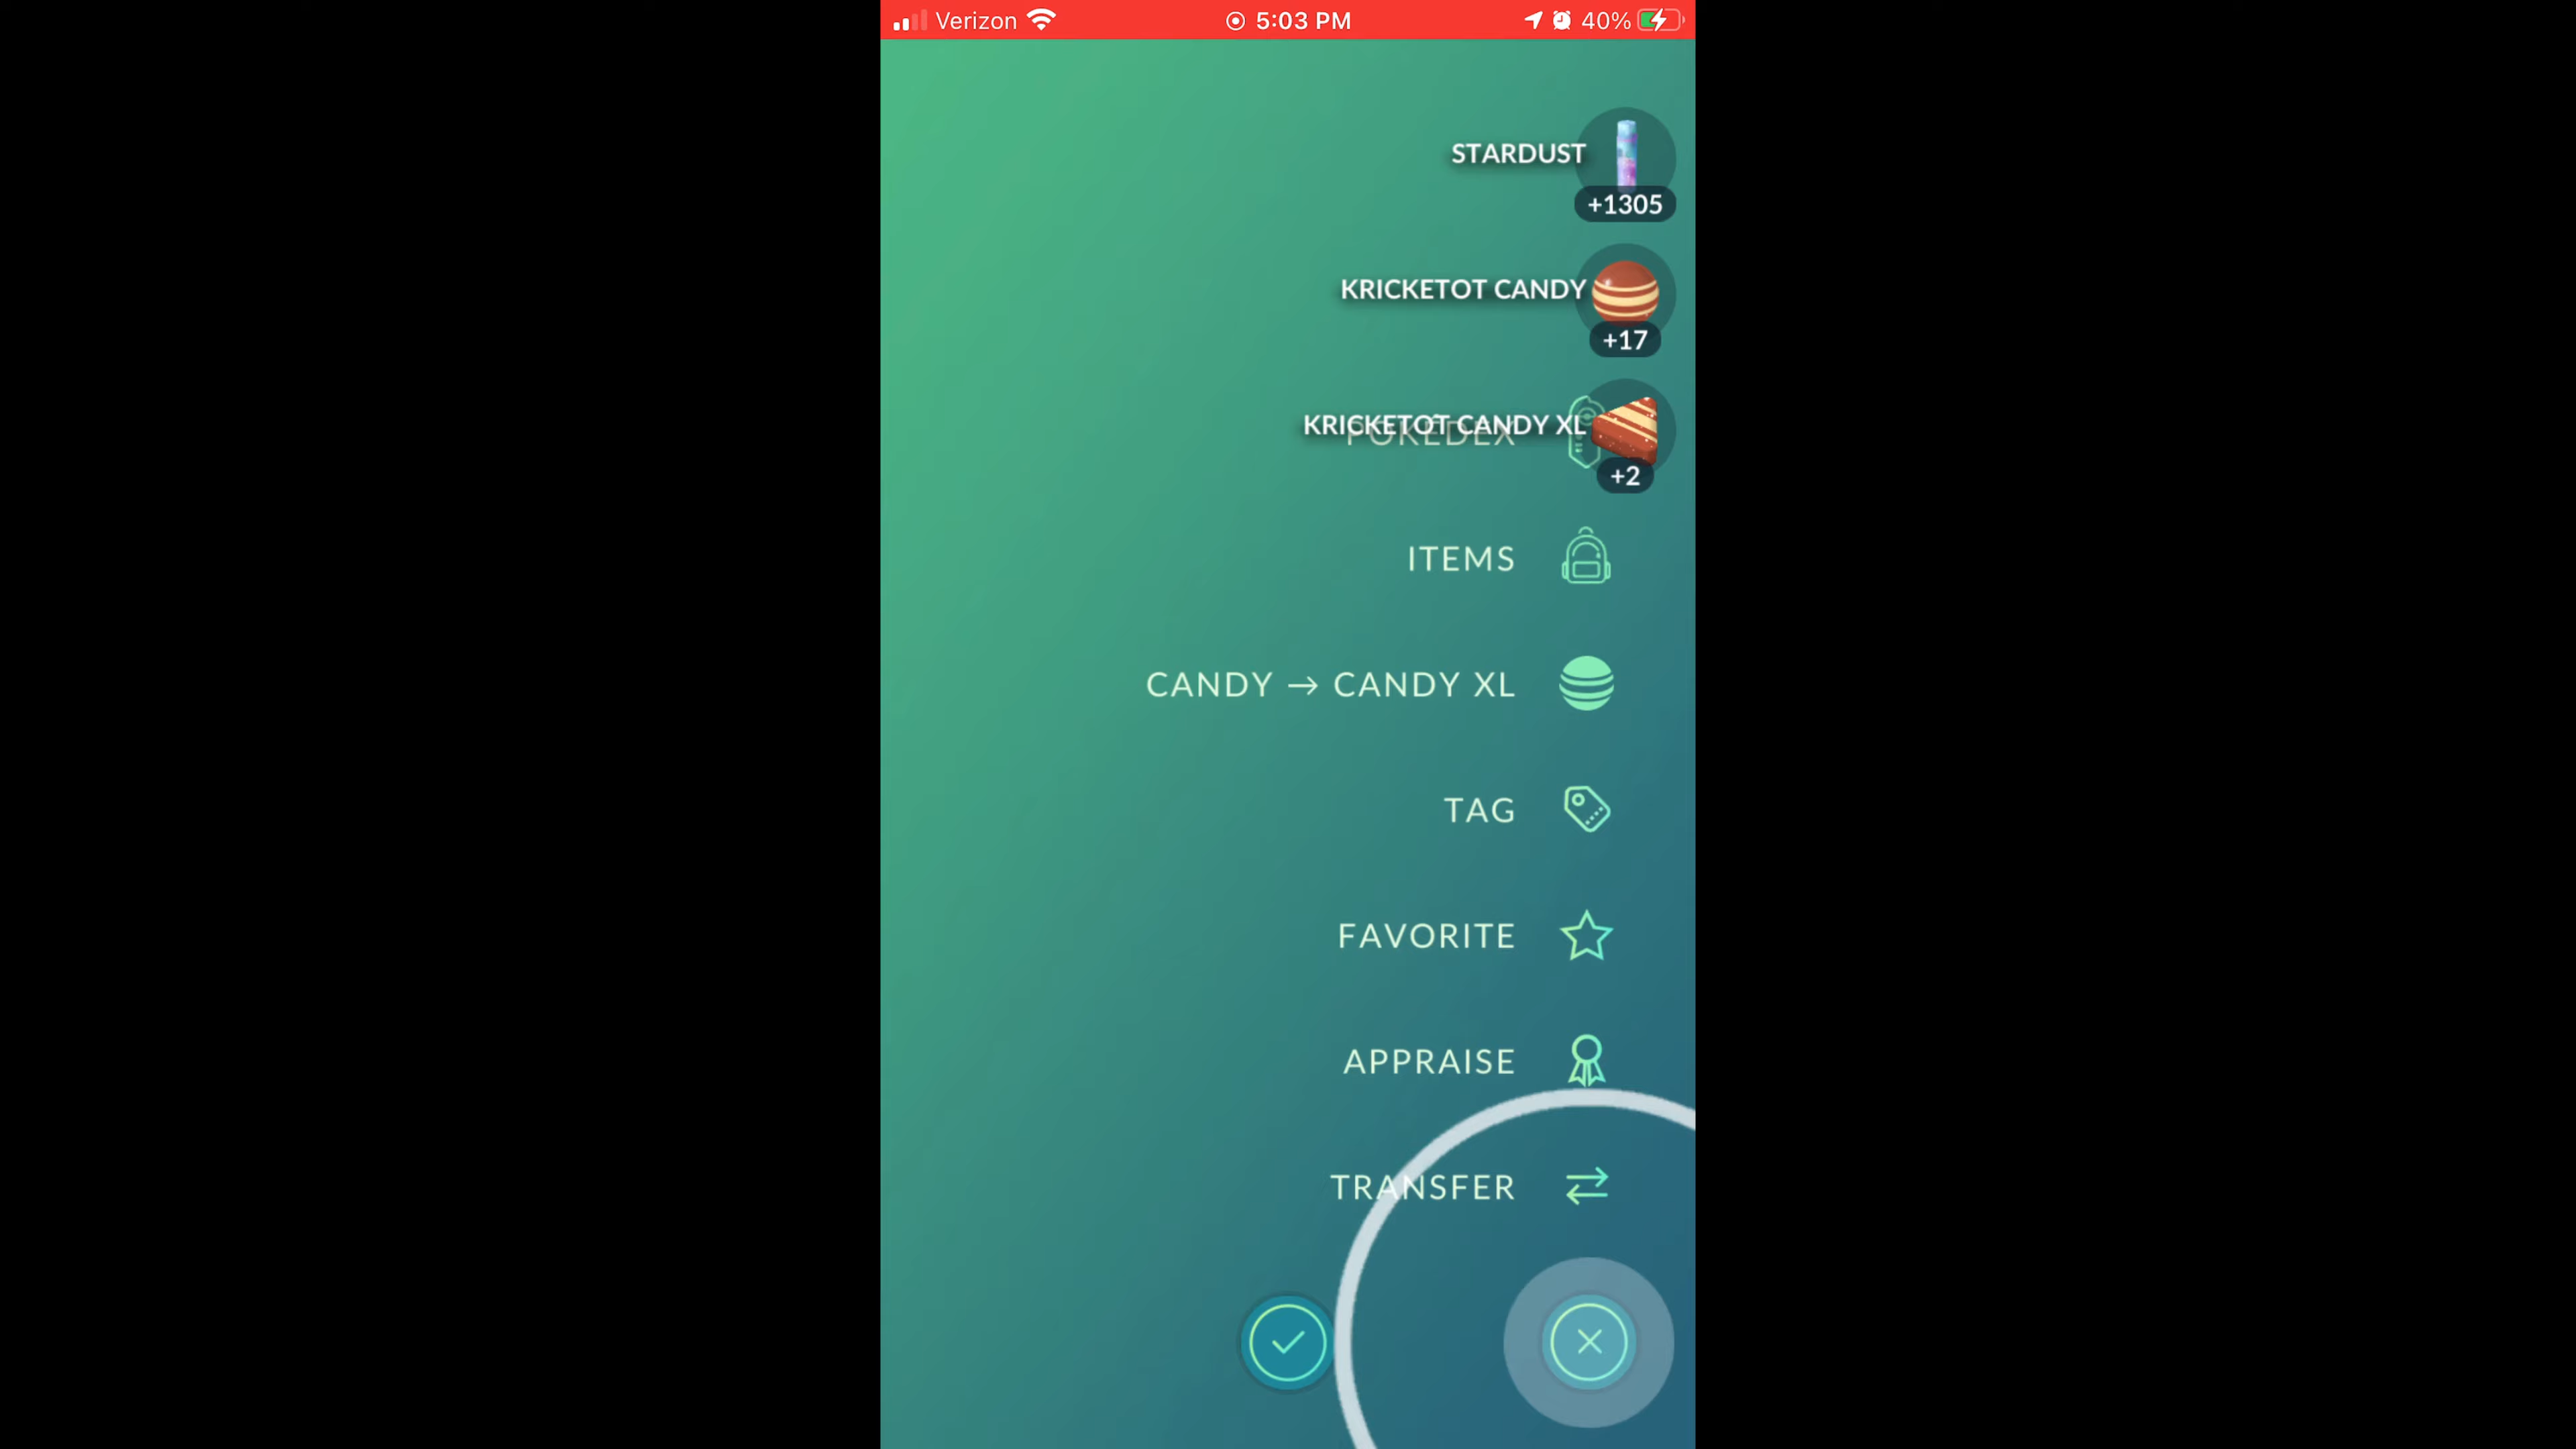 Verizon 5:03 PM 40%
STARDUST
+1305
KRICKETOT CANDY
+17
KRICKETOT CANDY XL
POKÉDEX
+2
ITEMS
CANDY → CANDY XL
TAG
FAVORITE
APPRAISE
TRANSFER